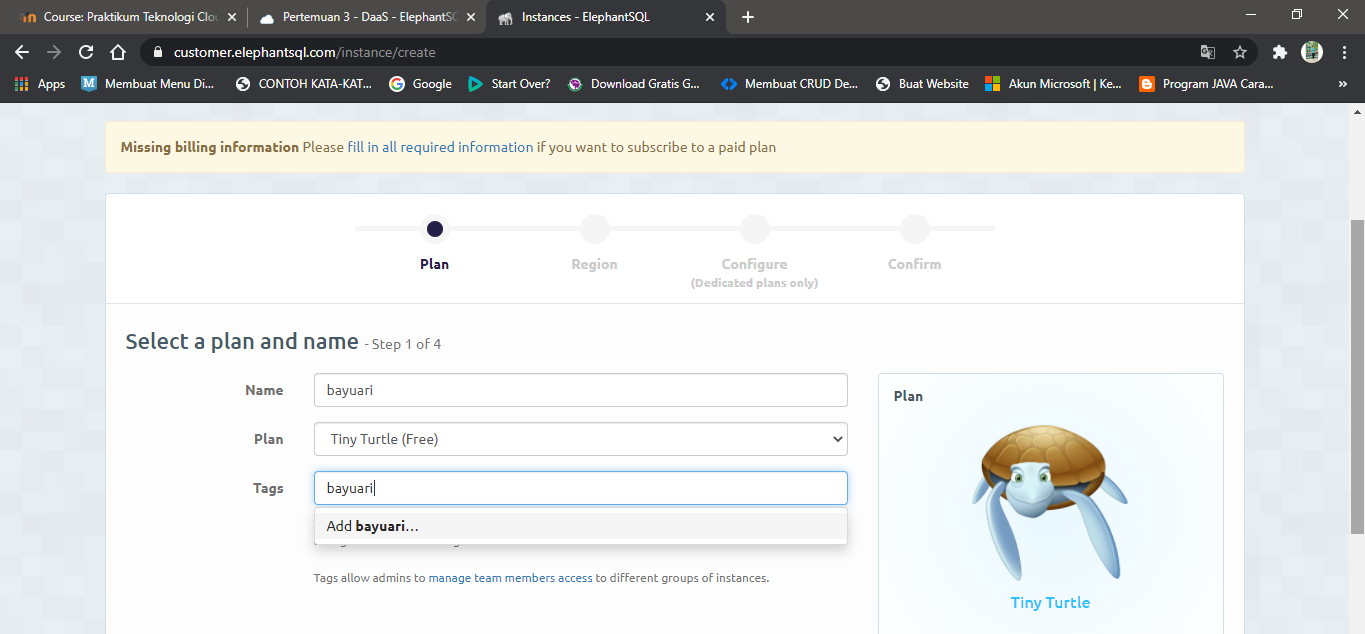 Course: Praktikum Teknologi Clou
Pertemuan 3 - DaaS - ElephantSQ
Instances - ElephantSQL
customer.elephantsql.com/instance/create
Apps
Membuat Menu Di...
CONTOH KATA-KAT...
Google
Start Over?
Download Gratis G...
Membuat CRUD De...
Buat Website
Akun Microsoft | Ke...
Program JAVA Cara...
»
Missing billing information Please fill in all required information if you want to subscribe to a paid plan
Plan
Region
Configure
(Dedicated plans only)
Confirm
Select a plan and name - Step 1 of 4
Name
bayuari
Plan
Tiny Turtle (Free)
Tags
bayuari
Add bayuari...
Tags allow admins to manage team members access to different groups of instances.
Plan
Tiny Turtle